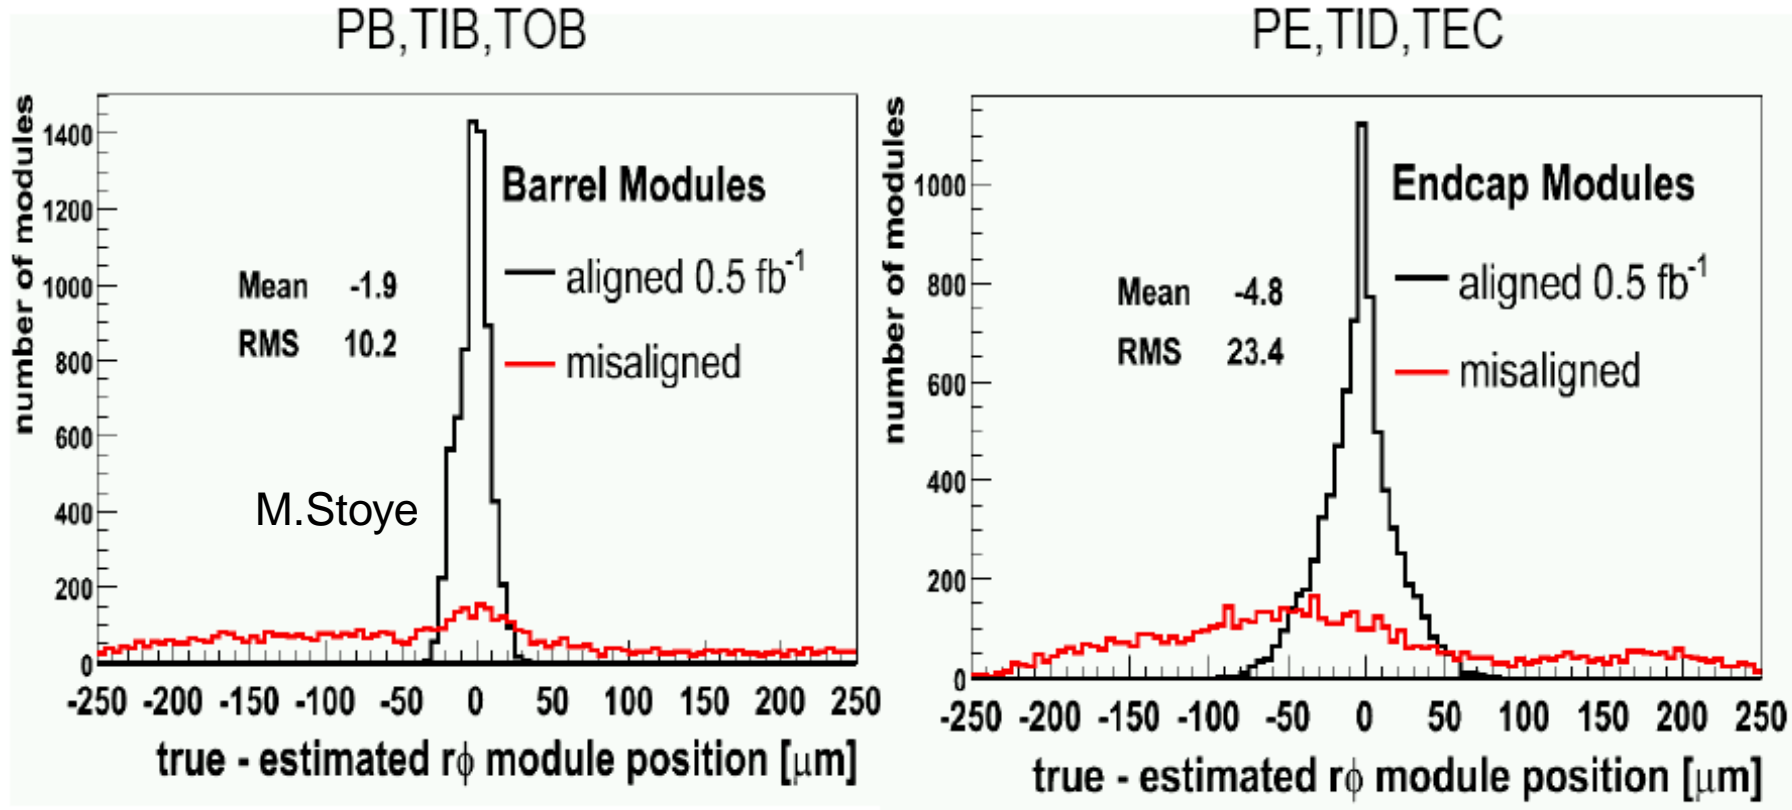 PB,TIB,TOB
number of modules
1400
1200
1000
800
600
400
200
0
Barrel Modules
Mean -1.9
RMS 10.2
aligned 0.5 fb-1
misaligned
M.Stoye
-250 -200 -150 -100 -50 0 50 100 150 200 250
true - estimated rϕ module position [μm]
PE,TID,TEC
number of modules
1000
800
600
400
200
0
Endcap Modules
Mean -4.8
RMS 23.4
aligned 0.5 fb-1
misaligned
-250 -200 -150 -100 -50 0 50 100 150 200 250
true - estimated rϕ module position [μm]